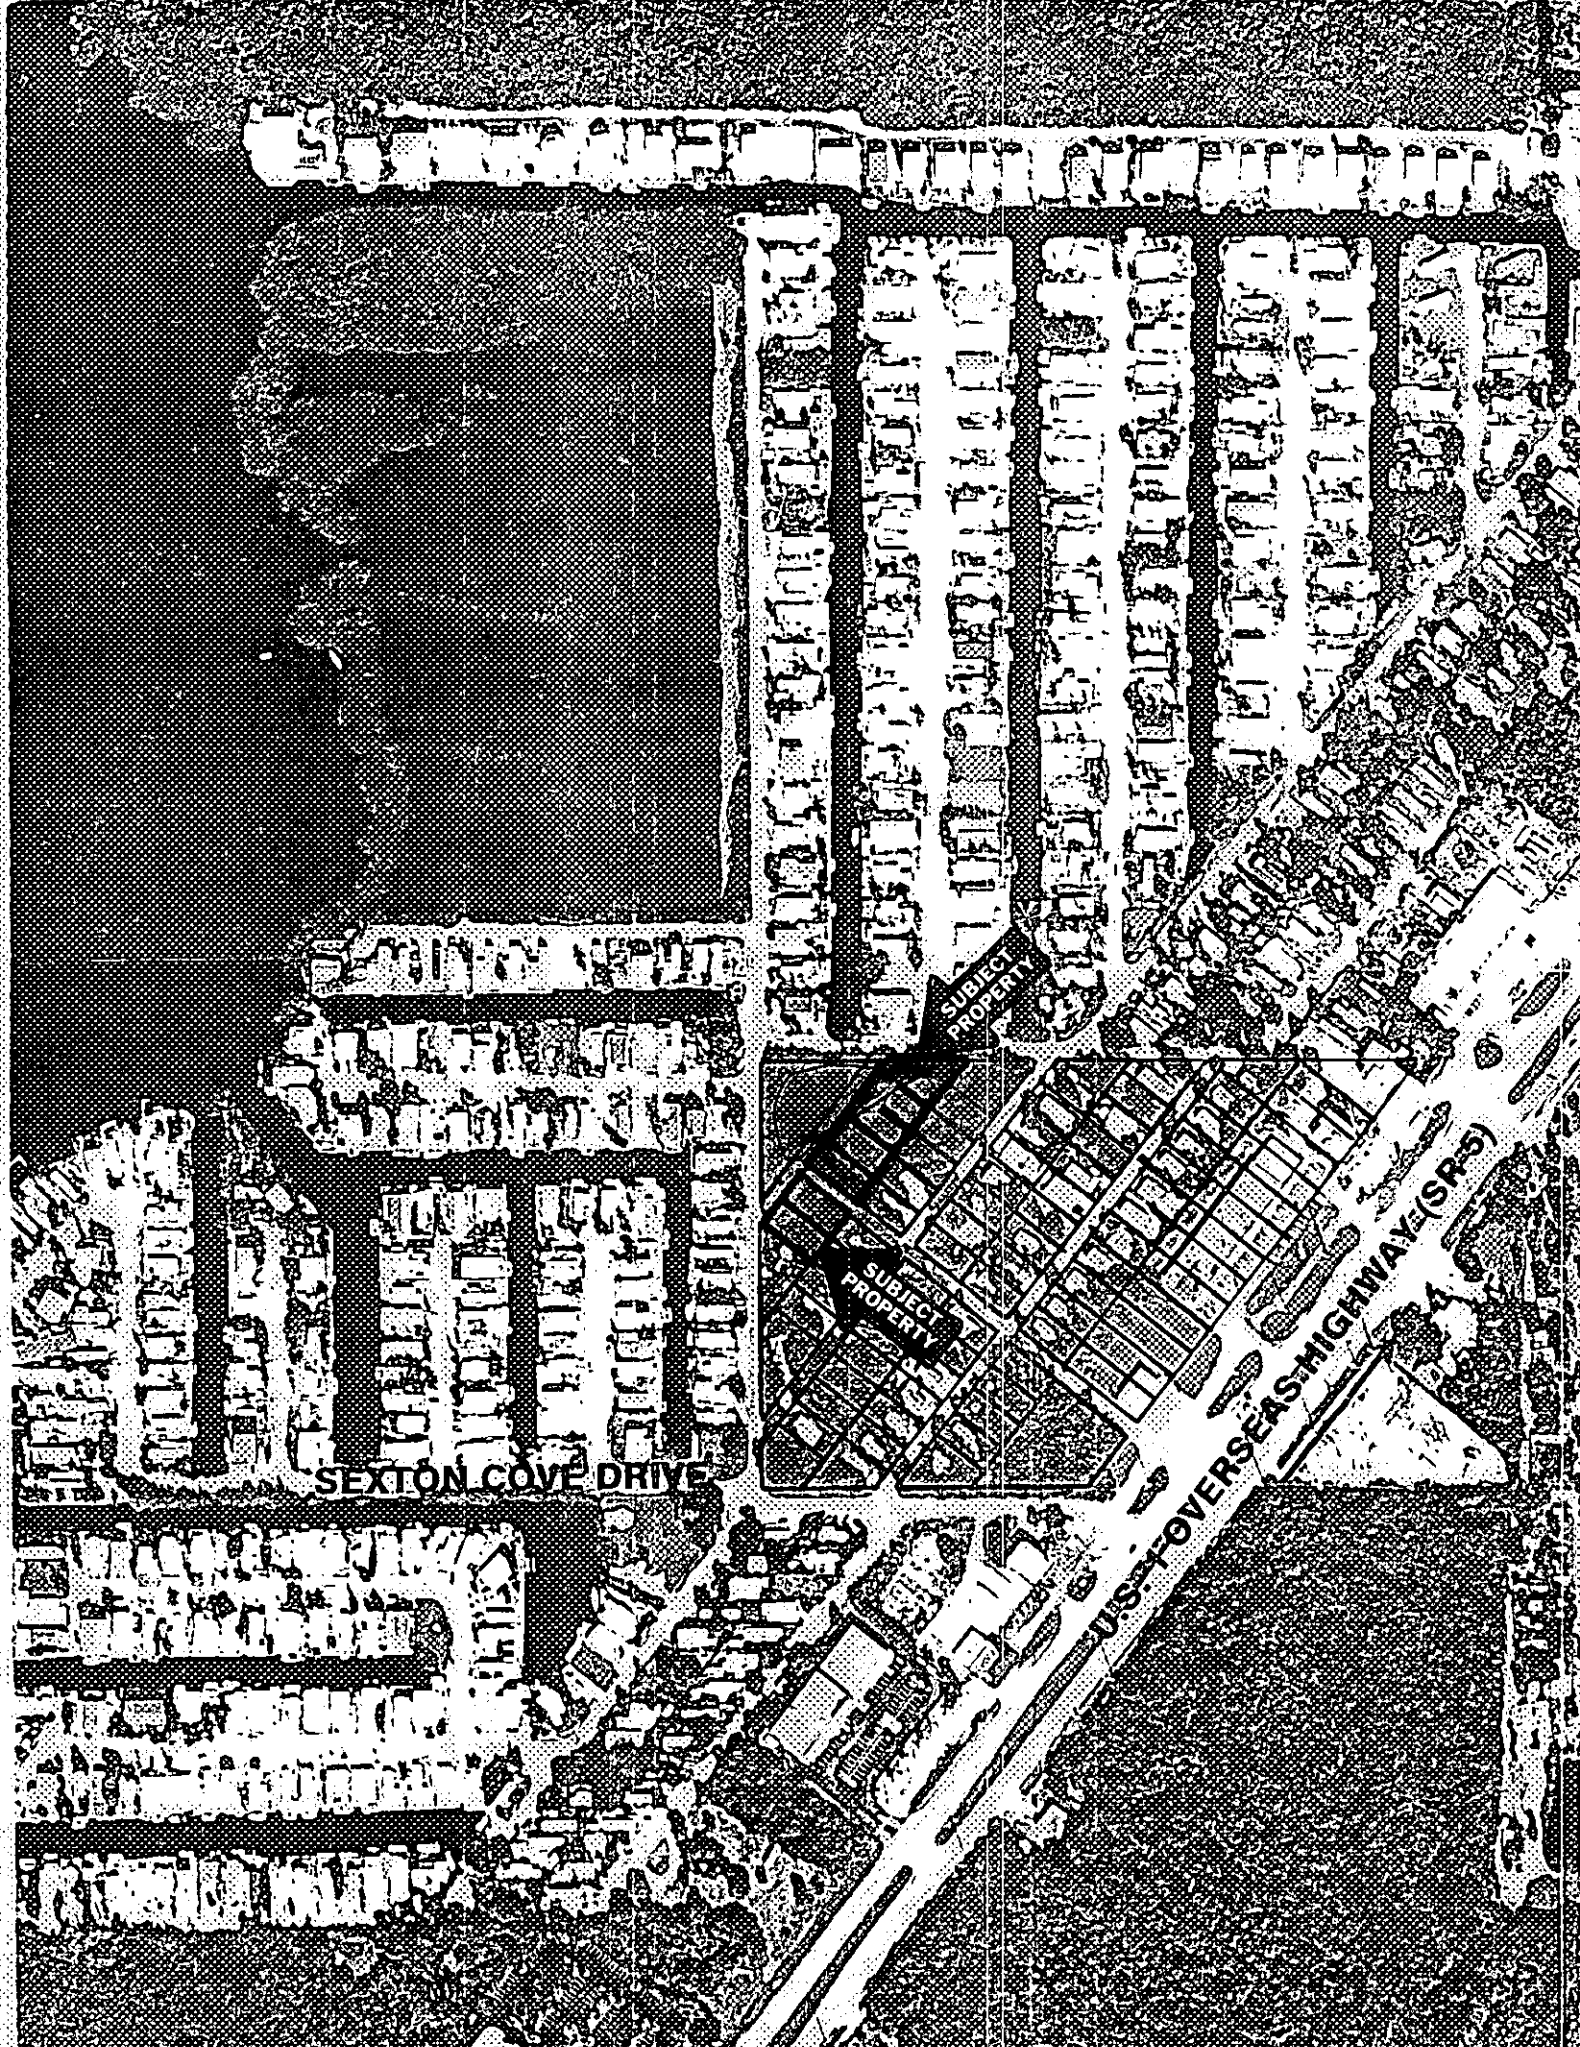 SUBJECT
PROPERTY
SUBJECT
PROPERTY
U.S. 1 OVERSEAS HIGHWAY (SR-5)
SEXTON COVE DRIVE